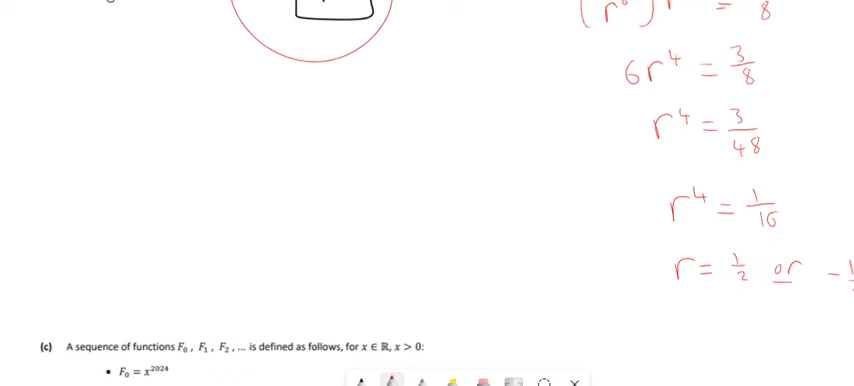 6r⁴ = 3/8
r⁴ = 3/48
r⁴ = 1/16
r = 1/2 or
(c) A sequence of functions F₀ , F₁ , F₂ , … is defined as follows, for x ∈ ℝ, x > 0:
• F₀ = x²⁰²⁴